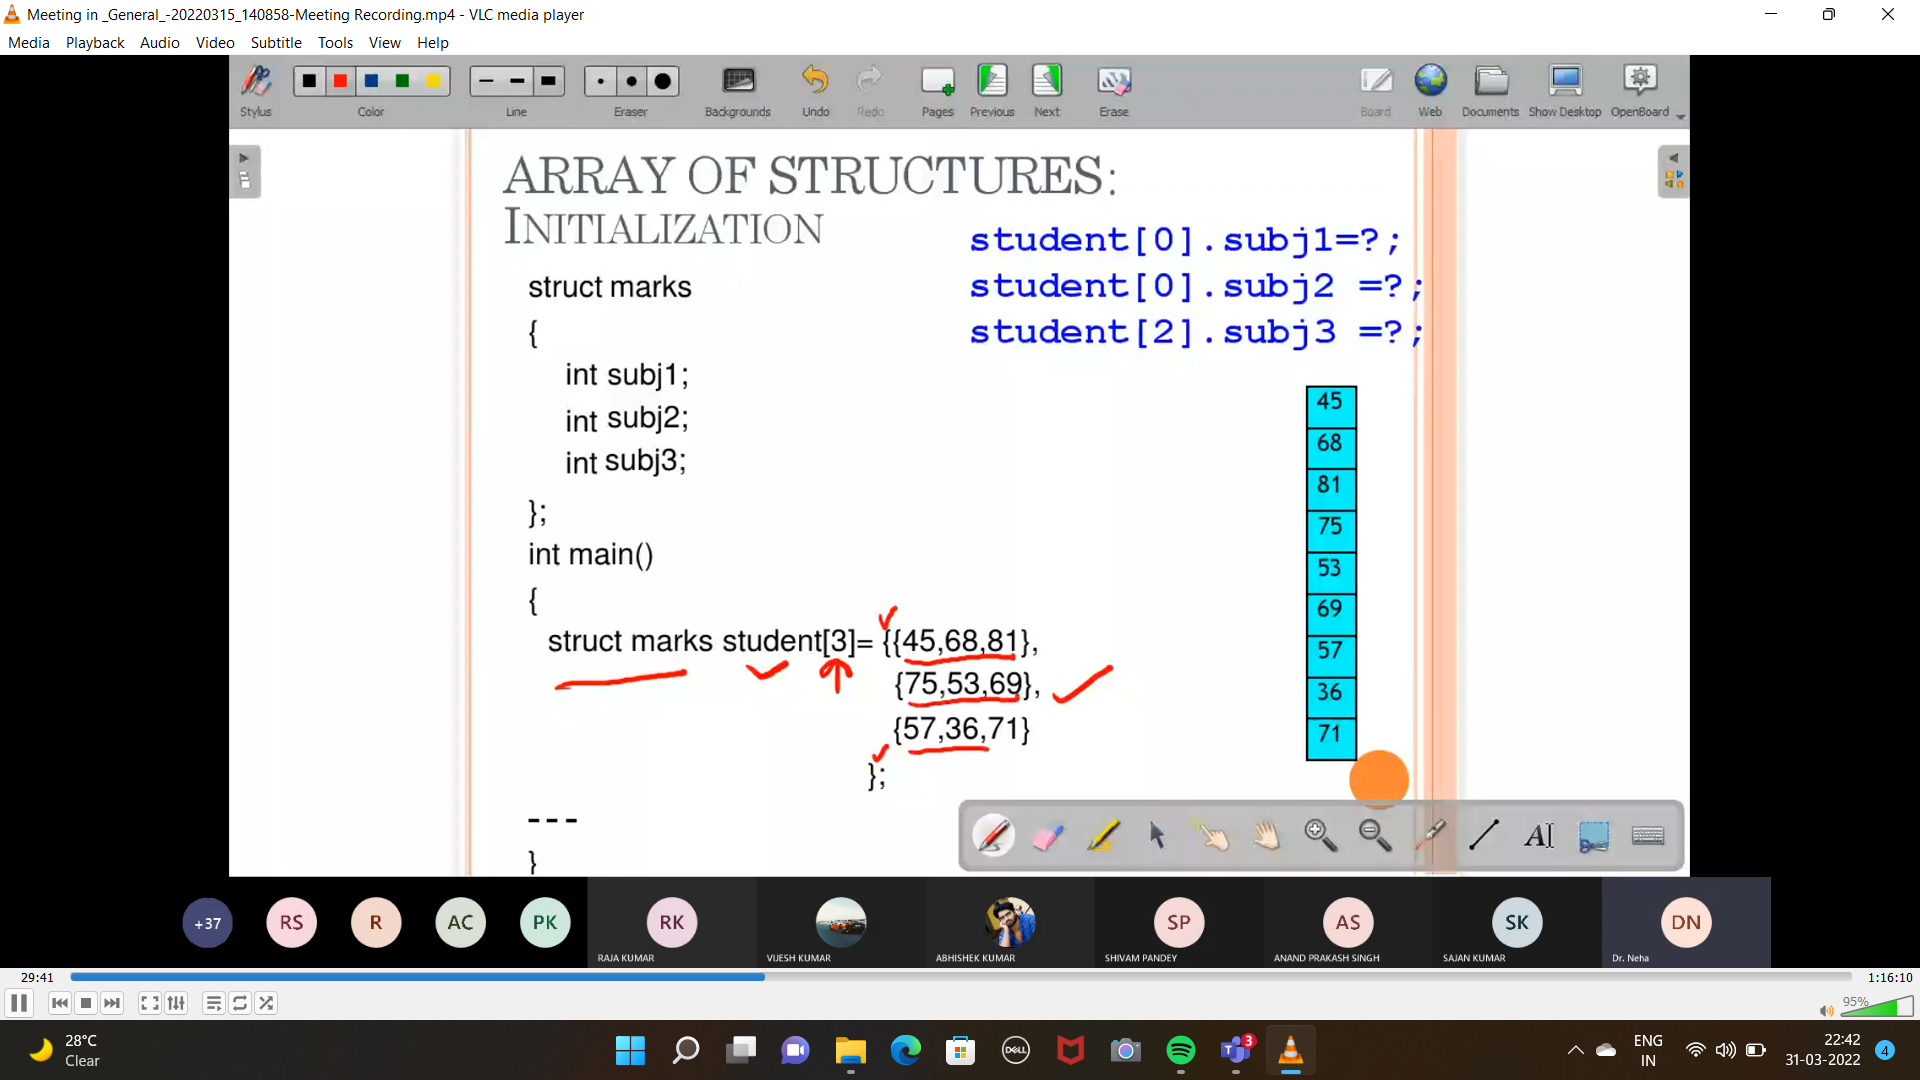 Meeting in _General_-20220315_140858-Meeting Recording.mp4 - VLC media player
Media Playback Audio Video Subtitle Tools View Help
Stylus Color Line Eraser Backgrounds Undo Redo Pages Previous Next Erase Board Web Documents Show Desktop OpenBoard
ARRAY OF STRUCTURES:
INITIALIZATION
student[0].subj1=?;
student[0].subj2 =?;
student[2].subj3 =?;
struct marks
{
int subj1;
int subj2;
int subj3;
};
int main()
{
struct marks student[3]= {{45,68,81},
{75,53,69},
{57,36,71}
};
---
}
45
68
81
75
53
69
57
36
71
AI
+37 RS R AC PK RK SP AS SK DN
RAJA KUMAR VIJESH KUMAR ABHISHEK KUMAR SHIVAM PANDEY ANAND PRAKASH SINGH SAJAN KUMAR Dr. Neha
29:41 1:16:10
95%
28°C
Clear
DELL
3
ENG
IN
22:42
31-03-2022
4